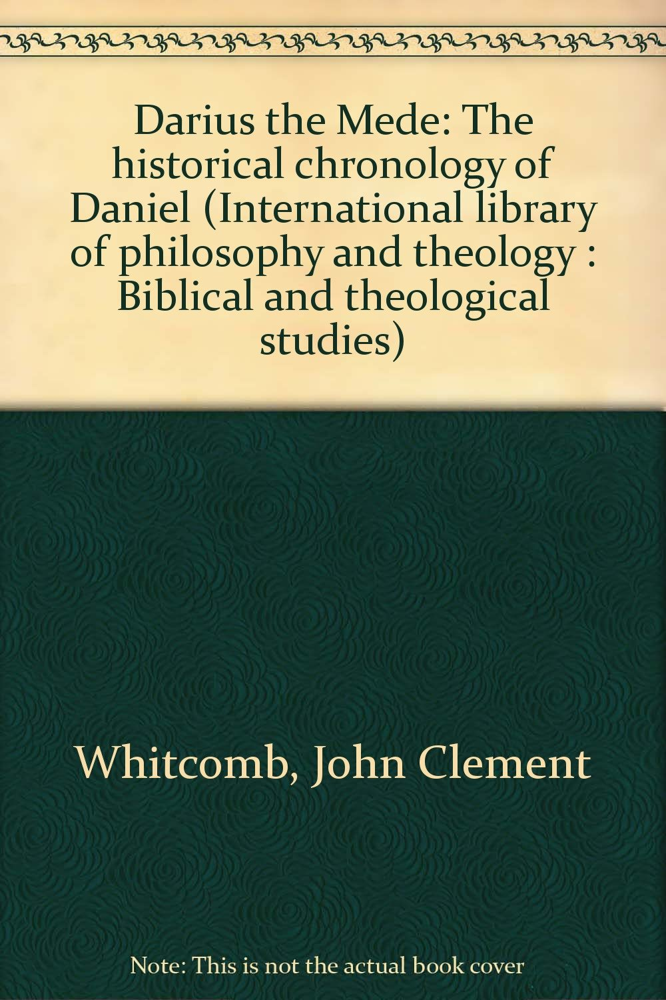 Darius the Mede: The
historical chronology of
Daniel (International library
of philosophy and theology :
Biblical and theological
studies)
Whitcomb, John Clement
Note: This is not the actual book cover